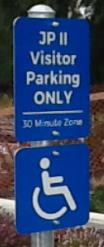 JP II
Visitor
Parking
ONLY
30 Minute Zone